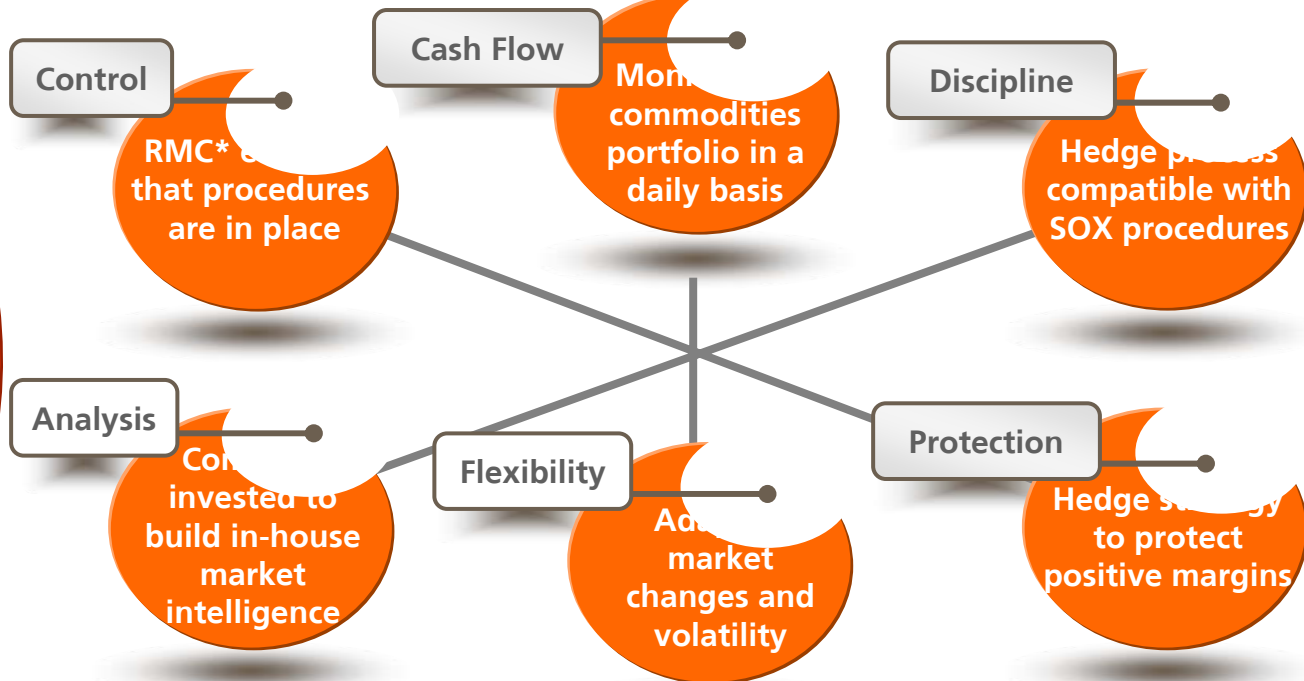 Control
RMC*
that procedures
are in place
Cash Flow
commodities
portfolio in a
daily basis
Discipline
Hedge process
compatible with
SOX procedures
Analysis
invested to
build in-house
market
intelligence
Flexibility
market
changes and
volatility
Protection
Hedge strategy
to protect
positive margins